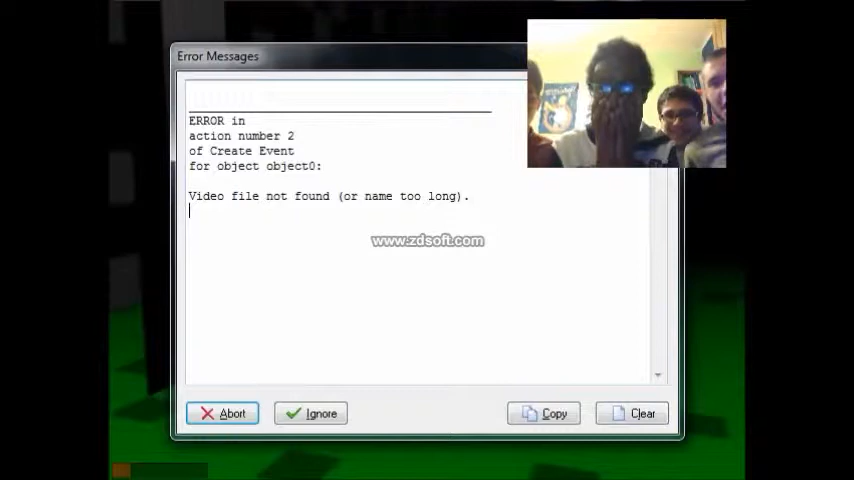 Error Messages
ERROR in
action number 2
of Create Event
for object object0:
Video file not found (or name too long).
www.zdsoft.com
Abort
Ignore
Copy
Clear